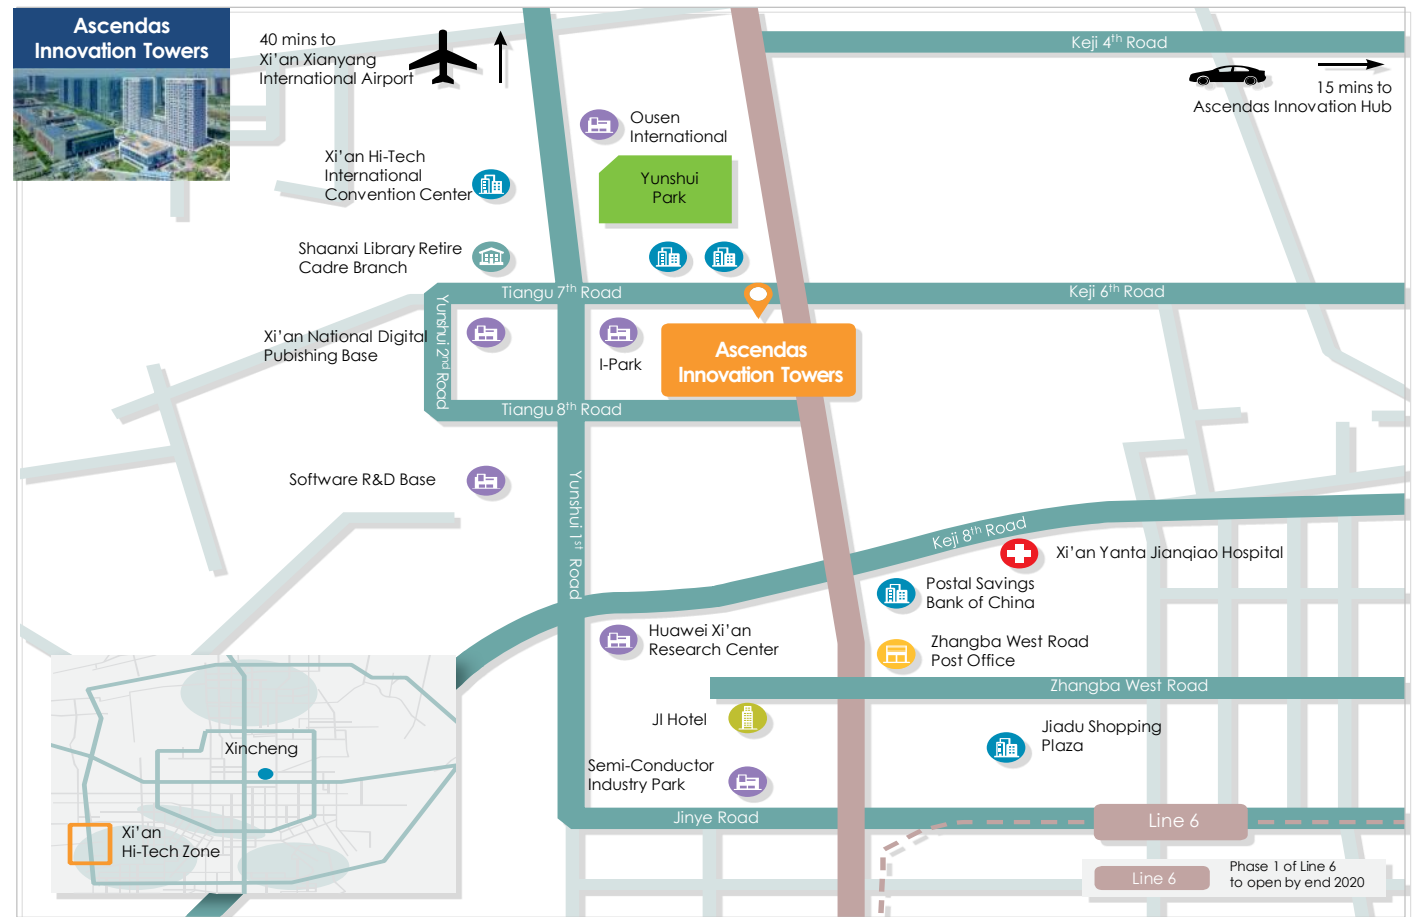 Ascendas
Innovation Towers
40 mins to
Xi'an Xianyang
International Airport
Keji 4th Road
15 mins to
Ascendas Innovation Hub
Ousen
International
Xi'an Hi-Tech
International
Convention Center
Yunshui
Park
Shaanxi Library Retire
Cadre Branch
Tiangu 7th Road
Keji 6th Road
Yunshui 2nd Road
Xi'an National Digital
Pubishing Base
I-Park
Ascendas
Innovation Towers
Tiangu 8th Road
Software R&D Base
Yunshui 1st Road
Keji 8th Road
Xi'an Yanta Jianqiao Hospital
Postal Savings
Bank of China
Huawei Xi'an
Research Center
Zhangba West Road
Post Office
Zhangba West Road
JI Hotel
Jiadu Shopping
Plaza
Xincheng
Semi-Conductor
Industry Park
Jinye Road
Line 6
Xi'an
Hi-Tech Zone
Line 6
Phase 1 of Line 6
to open by end 2020